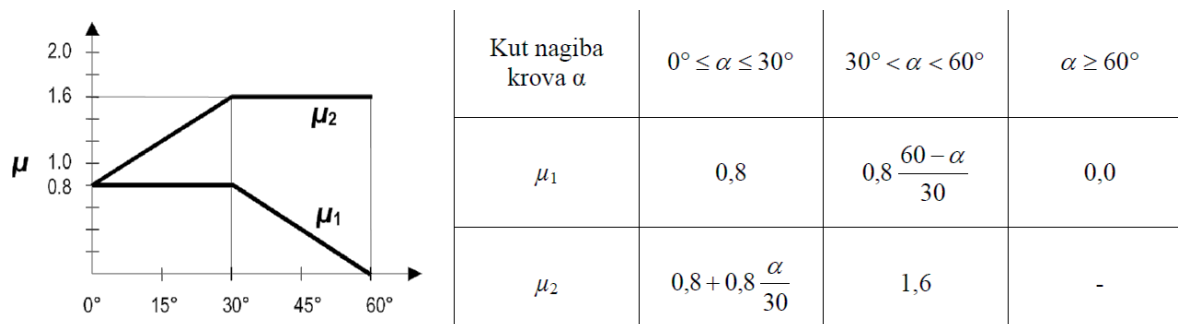 2.0
1.6
μ₂
μ 1.0
0.8
μ₁
0° 15° 30° 45° 60°
Kut nagiba
krova α
0° ≤ α ≤ 30°
30° < α < 60°
α ≥ 60°
μ₁
0,8
0,8 (60 − α)/30
0,0
μ₂
0,8 + 0,8 α/30
1,6
-